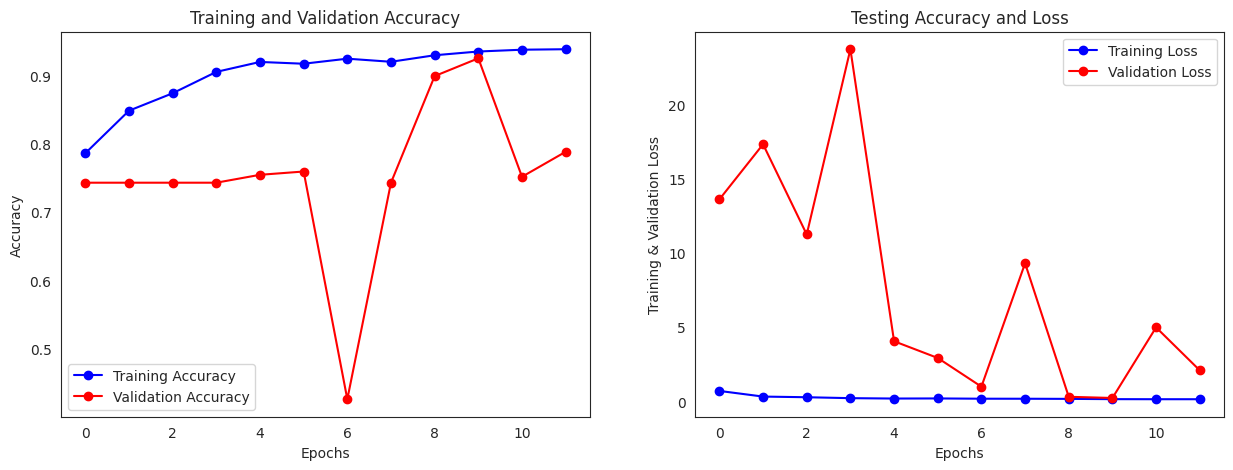 Training and Validation Accuracy
Accuracy
0.9
0.8
0.7
0.6
0.5
Training Accuracy
Validation Accuracy
0 2 4 6 8 10
Epochs
Testing Accuracy and Loss
Training & Validation Loss
Training Loss
Validation Loss
20
15
10
5
0
0 2 4 6 8 10
Epochs